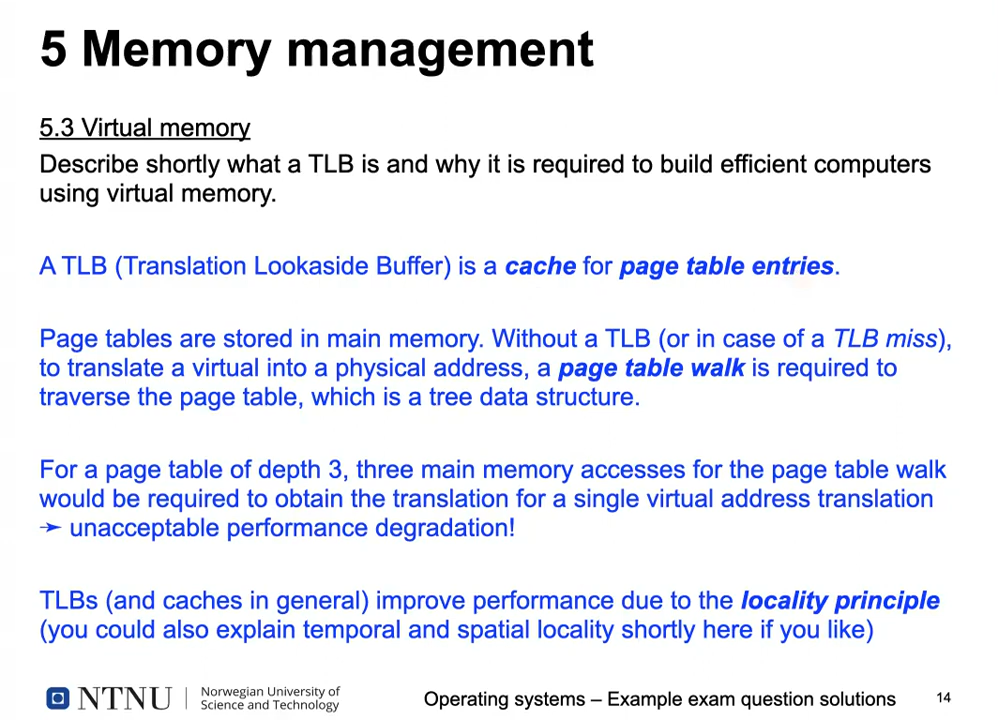 5 Memory management
5.3 Virtual memory
Describe shortly what a TLB is and why it is required to build efficient computers
using virtual memory.
A TLB (Translation Lookaside Buffer) is a cache for page table entries.
Page tables are stored in main memory. Without a TLB (or in case of a TLB miss),
to translate a virtual into a physical address, a page table walk is required to
traverse the page table, which is a tree data structure.
For a page table of depth 3, three main memory accesses for the page table walk
would be required to obtain the translation for a single virtual address translation
➛ unacceptable performance degradation!
TLBs (and caches in general) improve performance due to the locality principle
(you could also explain temporal and spatial locality shortly here if you like)
NTNU
Norwegian University of
Science and Technology
Operating systems – Example exam question solutions
14